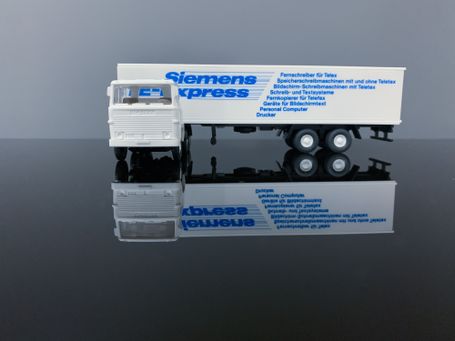 Siemens
Express
Fernschreiber für Telex
Speicherschreibmaschinen mit und ohne Teletex
Bildschirm-Schreibmaschinen mit Teletex
Schreib- und Textsysteme
Fernkopierer für Telefax
Geräte für Bildschirmtext
Personal Computer
Drucker